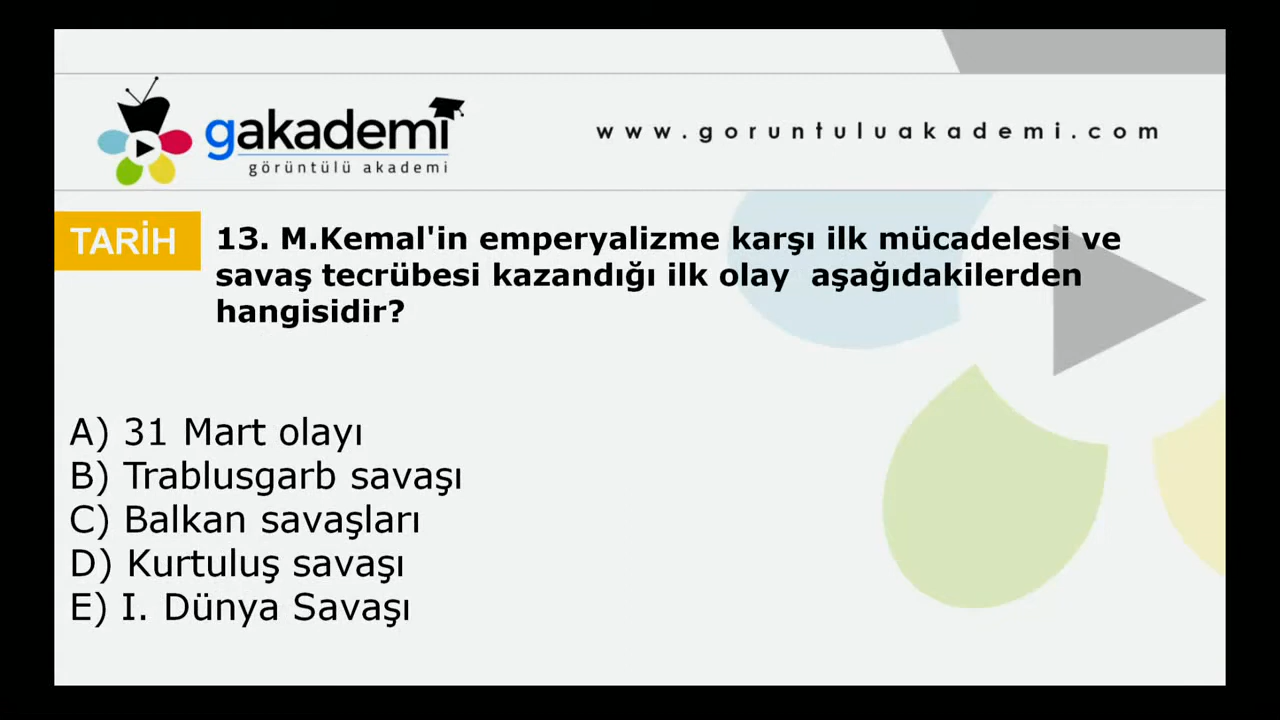 gakademi
görüntülü akademi
www.goruntuluakademi.com
TARİH
13. M.Kemal'in emperyalizme karşı ilk mücadelesi ve
savaş tecrübesi kazandığı ilk olay aşağıdakilerden
hangisidir?
A) 31 Mart olayı
B) Trablusgarb savaşı
C) Balkan savaşları
D) Kurtuluş savaşı
E) I. Dünya Savaşı